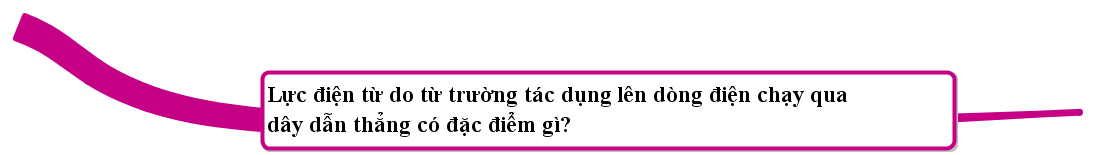 Lực điện từ do từ trường tác dụng lên dòng điện chạy qua
dây dẫn thẳng có đặc điểm gì?